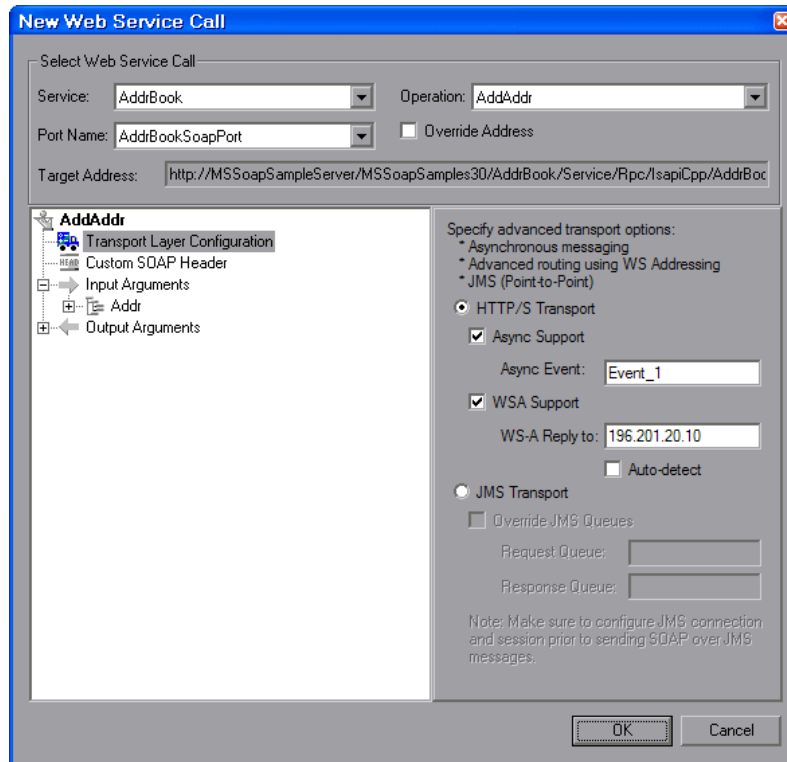 New Web Service Call
Select Web Service Call
Service: AddrBook Operation: AddAddr
Port Name: AddrBookSoapPort Override Address
Target Address: http://MSSoapSampleServer/MSSoapSamples30/AddrBook/Service/Rpc/IsapiCpp/AddrBoc
AddAddr
Transport Layer Configuration
HEAD Custom SOAP Header
Input Arguments
Addr
Output Arguments
Specify advanced transport options:
* Asynchronous messaging
* Advanced routing using WS Addressing
* JMS (Point-to-Point)
HTTP/S Transport
Async Support
Async Event: Event_1
WSA Support
WS-A Reply to: 196.201.20.10
Auto-detect
JMS Transport
Override JMS Queues
Request Queue:
Response Queue:
Note: Make sure to configure JMS connection
and session prior to sending SOAP over JMS
messages.
OK Cancel